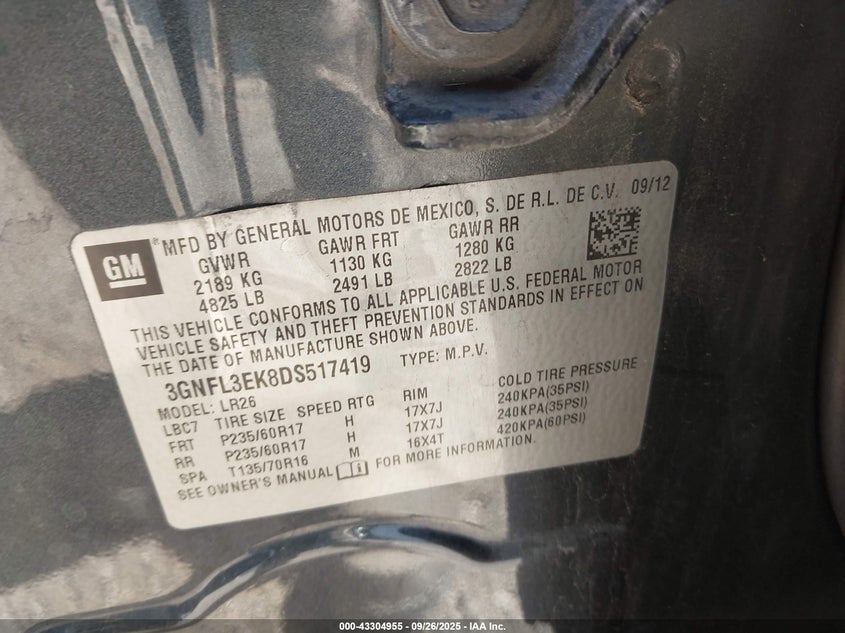 GM ® MFD BY GENERAL MOTORS DE MEXICO, S. DE R.L. DE C.V. 09/12
GVWR GAWR FRT GAWR RR
2189 KG 1130 KG 1280 KG
4825 LB 2491 LB 2822 LB
THIS VEHICLE CONFORMS TO ALL APPLICABLE U.S. FEDERAL MOTOR
VEHICLE SAFETY AND THEFT PREVENTION STANDARDS IN EFFECT ON
THE DATE OF MANUFACTURE SHOWN ABOVE.
3GNFL3EK8DS517419 TYPE: M.P.V.
MODEL: LR26
LBC7 TIRE SIZE SPEED RTG RIM COLD TIRE PRESSURE
FRT P235/60R17 H 17X7J 240KPA(35PSI)
RR P235/60R17 H 17X7J 240KPA(35PSI)
SPA T135/70R16 M 16X4T 420KPA(60PSI)
SEE OWNER'S MANUAL FOR MORE INFORMATION.
000-43304955 - 09/26/2025 - IAA Inc.